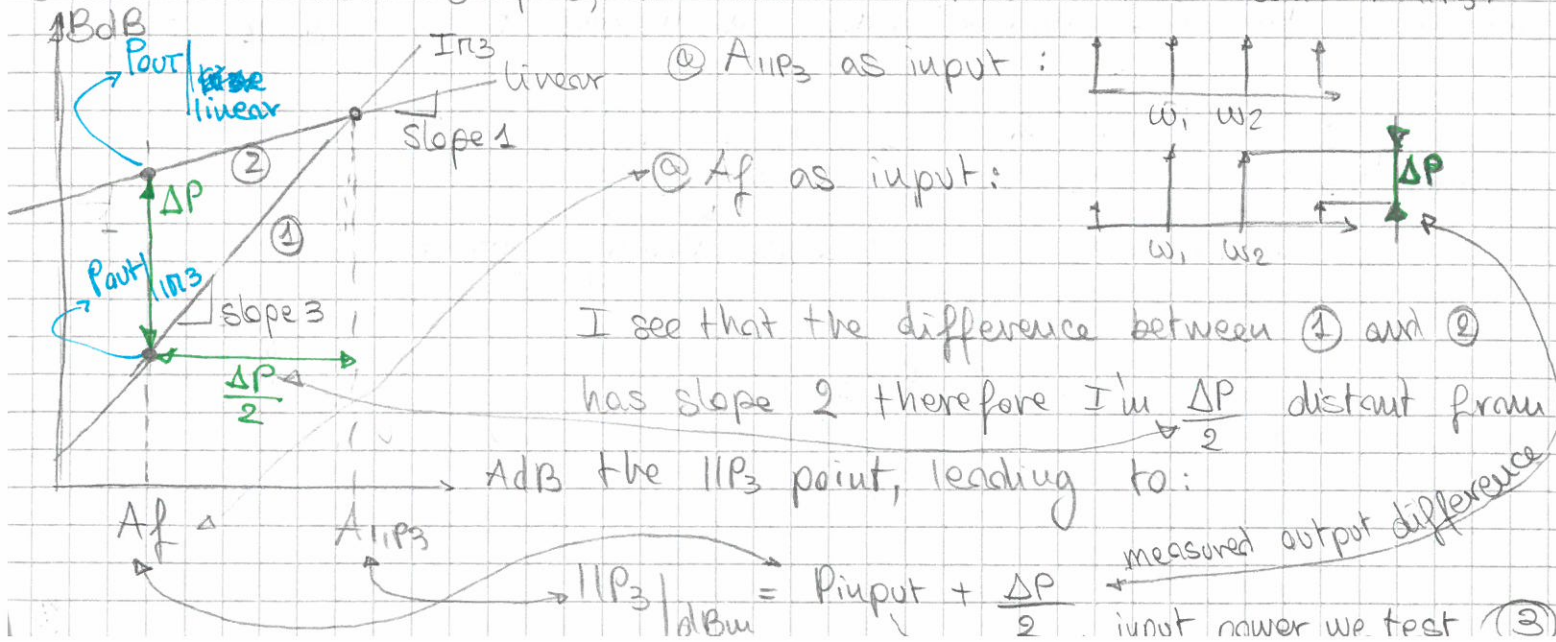 BdB
Pout/linear
IM3
linear
slope 1
②
ΔP
①
Pout/IM3
slope 3
ΔP/2
Af
AIIP3
AdB
@ AIIP3 as input :
ω1 ω2
@ Af as input:
ΔP
ω1 ω2
I see that the difference between ① and ②
has slope 2 therefore I'm ΔP/2 distant from
the IIP3 point, leading to:
measured output difference
IIP3/dBm = Pinput + ΔP/2
input power we test ③